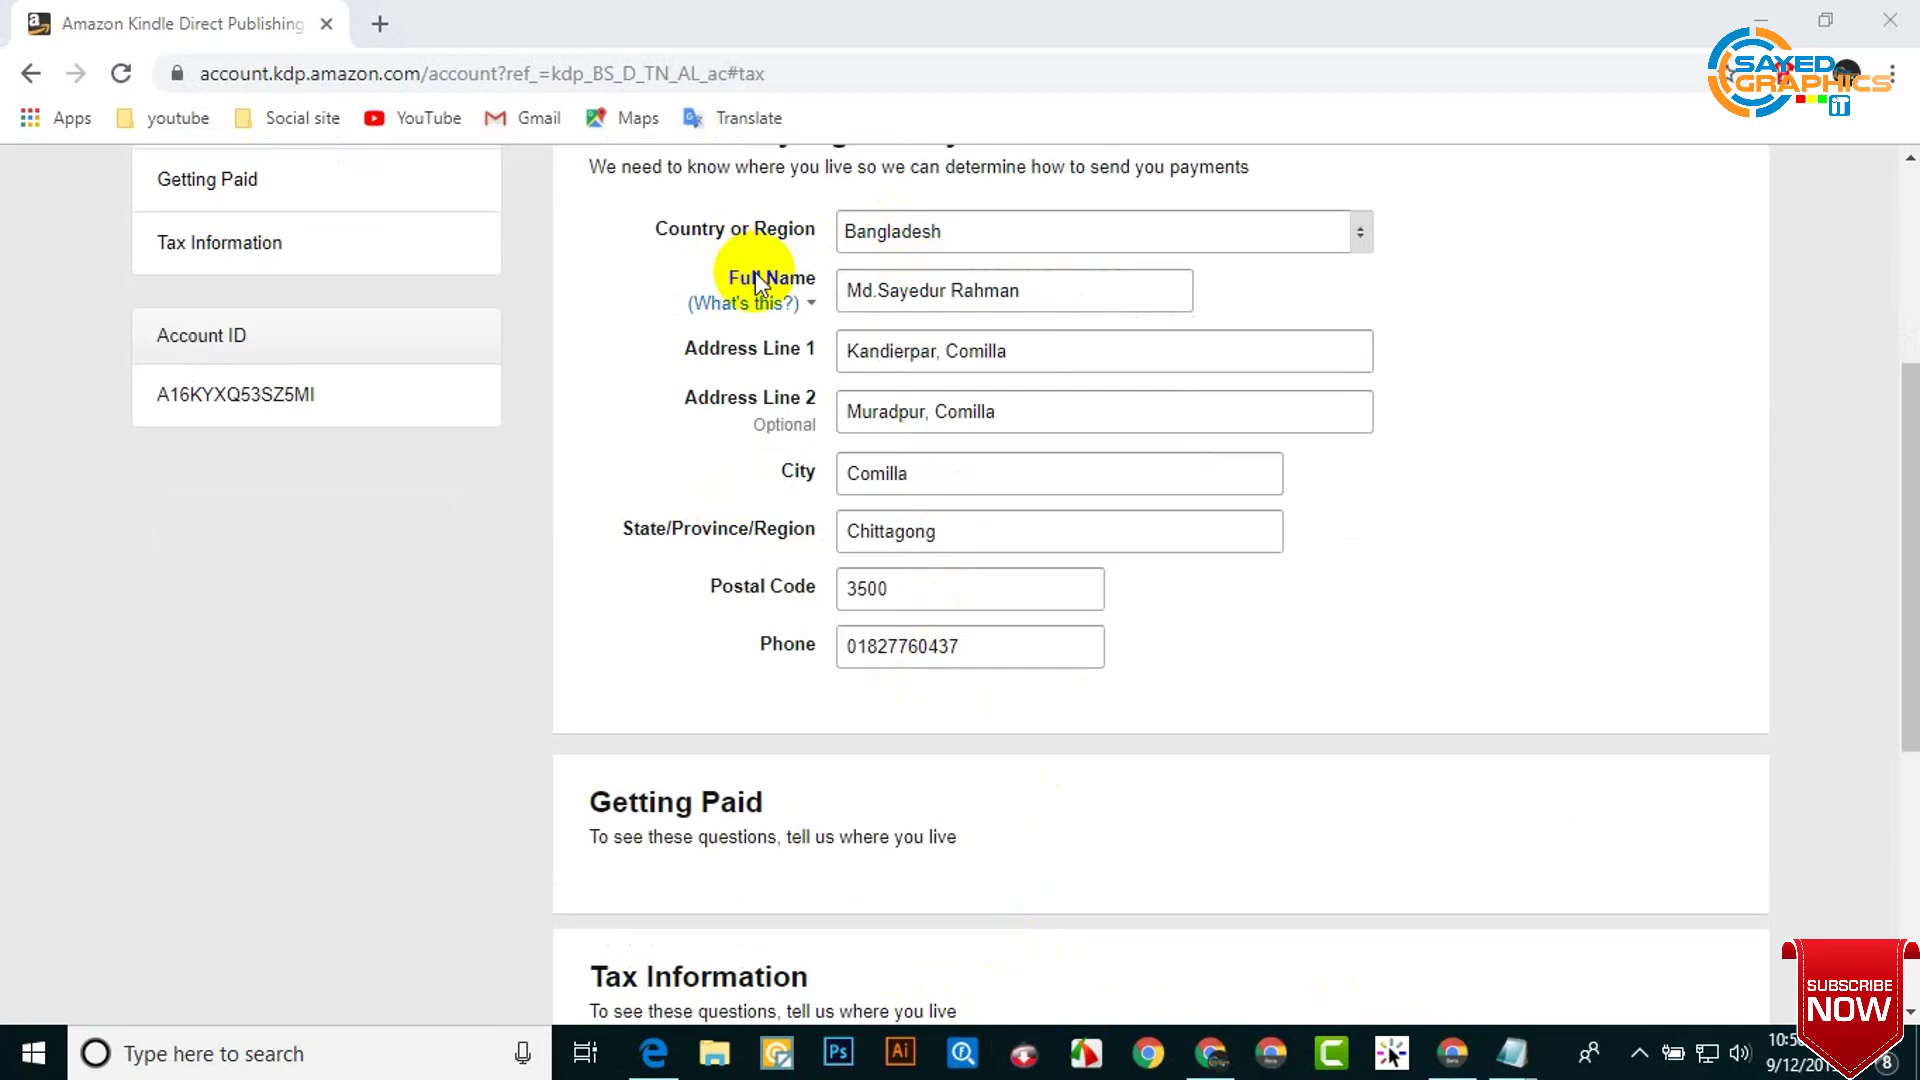 Amazon Kindle Direct Publishing
SAYED
GRAPHICS
iT
account.kdp.amazon.com/account?ref_=kdp_BS_D_TN_AL_ac#tax
Apps youtube Social site YouTube Gmail Maps Translate
Getting Paid
Tax Information
Account ID
A16KYXQ53SZ5MI
We need to know where you live so we can determine how to send you payments
Country or Region Bangladesh
Full Name Md.Sayedur Rahman
(What's this?)
Address Line 1 Kandierpar, Comilla
Address Line 2 Muradpur, Comilla
Optional
City Comilla
State/Province/Region Chittagong
Postal Code 3500
Phone 01827760437
Getting Paid
To see these questions, tell us where you live
Tax Information
To see these questions, tell us where you live
SUBSCRIBE
NOW
Type here to search
Ps Ai
8